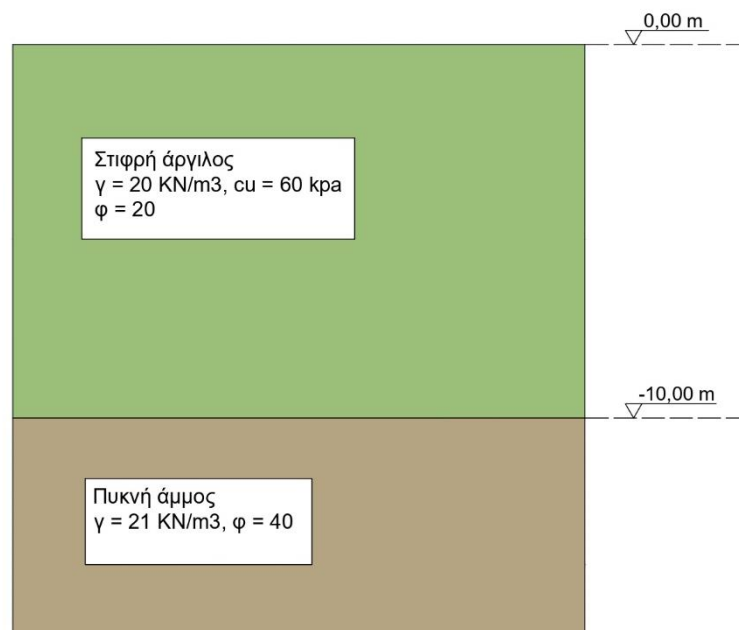 0,00 m
Στιφρή άργιλος
γ = 20 KN/m3, cu = 60 kpa
φ = 20
-10,00 m
Πυκνή άμμος
γ = 21 KN/m3, φ = 40